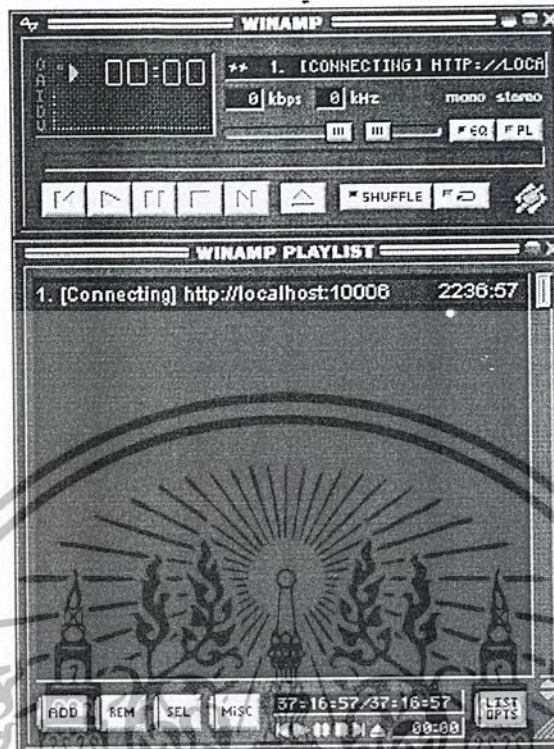 WINAMP
OAIDU
00:00
** 1. [CONNECTING] HTTP://LOCA
0 kbps 0 kHz mono stereo
EQ PL
SHUFFLE
WINAMP PLAYLIST
1. [Connecting] http://localhost:10006 2236:57
ADD REM SEL MISC 37:16:57/37:16:57 LIST OPTS
00:00